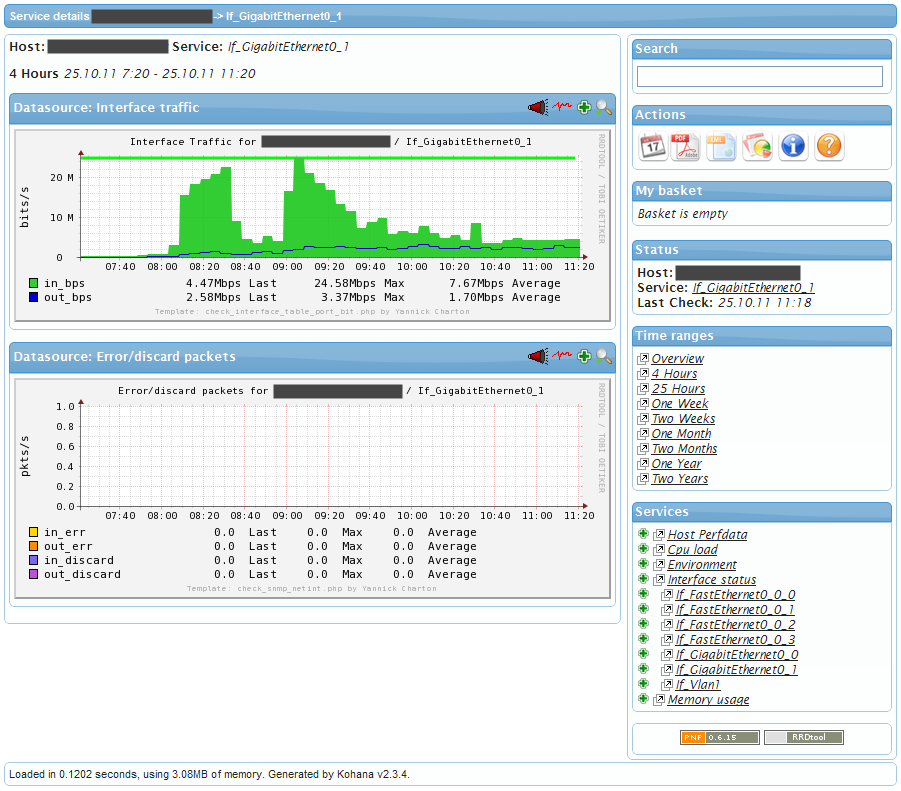 Service details -> If_GigabitEthernet0_1
Host: Service: If_GigabitEthernet0_1
4 Hours 25.10.11 7:20 - 25.10.11 11:20
Datasource: Interface traffic
Interface Traffic for / If_GigabitEthernet0_1
RRDTOOL / TOBI OETIKER
bits/s
20 M
10 M
0
07:40 08:00 08:20 08:40 09:00 09:20 09:40 10:00 10:20 10:40 11:00 11:20
in_bps 4.47Mbps Last 24.58Mbps Max 7.67Mbps Average
out_bps 2.58Mbps Last 3.37Mbps Max 1.70Mbps Average
Template: check_interface_table_port_bit.php by Yannick Charton
Datasource: Error/discard packets
Error/discard packets for / If_GigabitEthernet0_1
RRDTOOL / TOBI OETIKER
pkts/s
1.0
0.8
0.6
0.4
0.2
0.0
07:40 08:00 08:20 08:40 09:00 09:20 09:40 10:00 10:20 10:40 11:00 11:20
in_err 0.0 Last 0.0 Max 0.0 Average
out_err 0.0 Last 0.0 Max 0.0 Average
in_discard 0.0 Last 0.0 Max 0.0 Average
out_discard 0.0 Last 0.0 Max 0.0 Average
Template: check_snmp_netint.php by Yannick Charton
Search
Actions
17
PDF
Adobe
XML
My basket
Basket is empty
Status
Host:
Service: If_GigabitEthernet0_1
Last Check: 25.10.11 11:18
Time ranges
Overview
4 Hours
25 Hours
One Week
Two Weeks
One Month
Two Months
One Year
Two Years
Services
Host Perfdata
Cpu load
Environment
Interface status
If_FastEthernet0_0_0
If_FastEthernet0_0_1
If_FastEthernet0_0_2
If_FastEthernet0_0_3
If_GigabitEthernet0_0
If_GigabitEthernet0_1
If_Vlan1
Memory usage
PNP 0.6.15 RRDtool
Loaded in 0.1202 seconds, using 3.08MB of memory. Generated by Kohana v2.3.4.